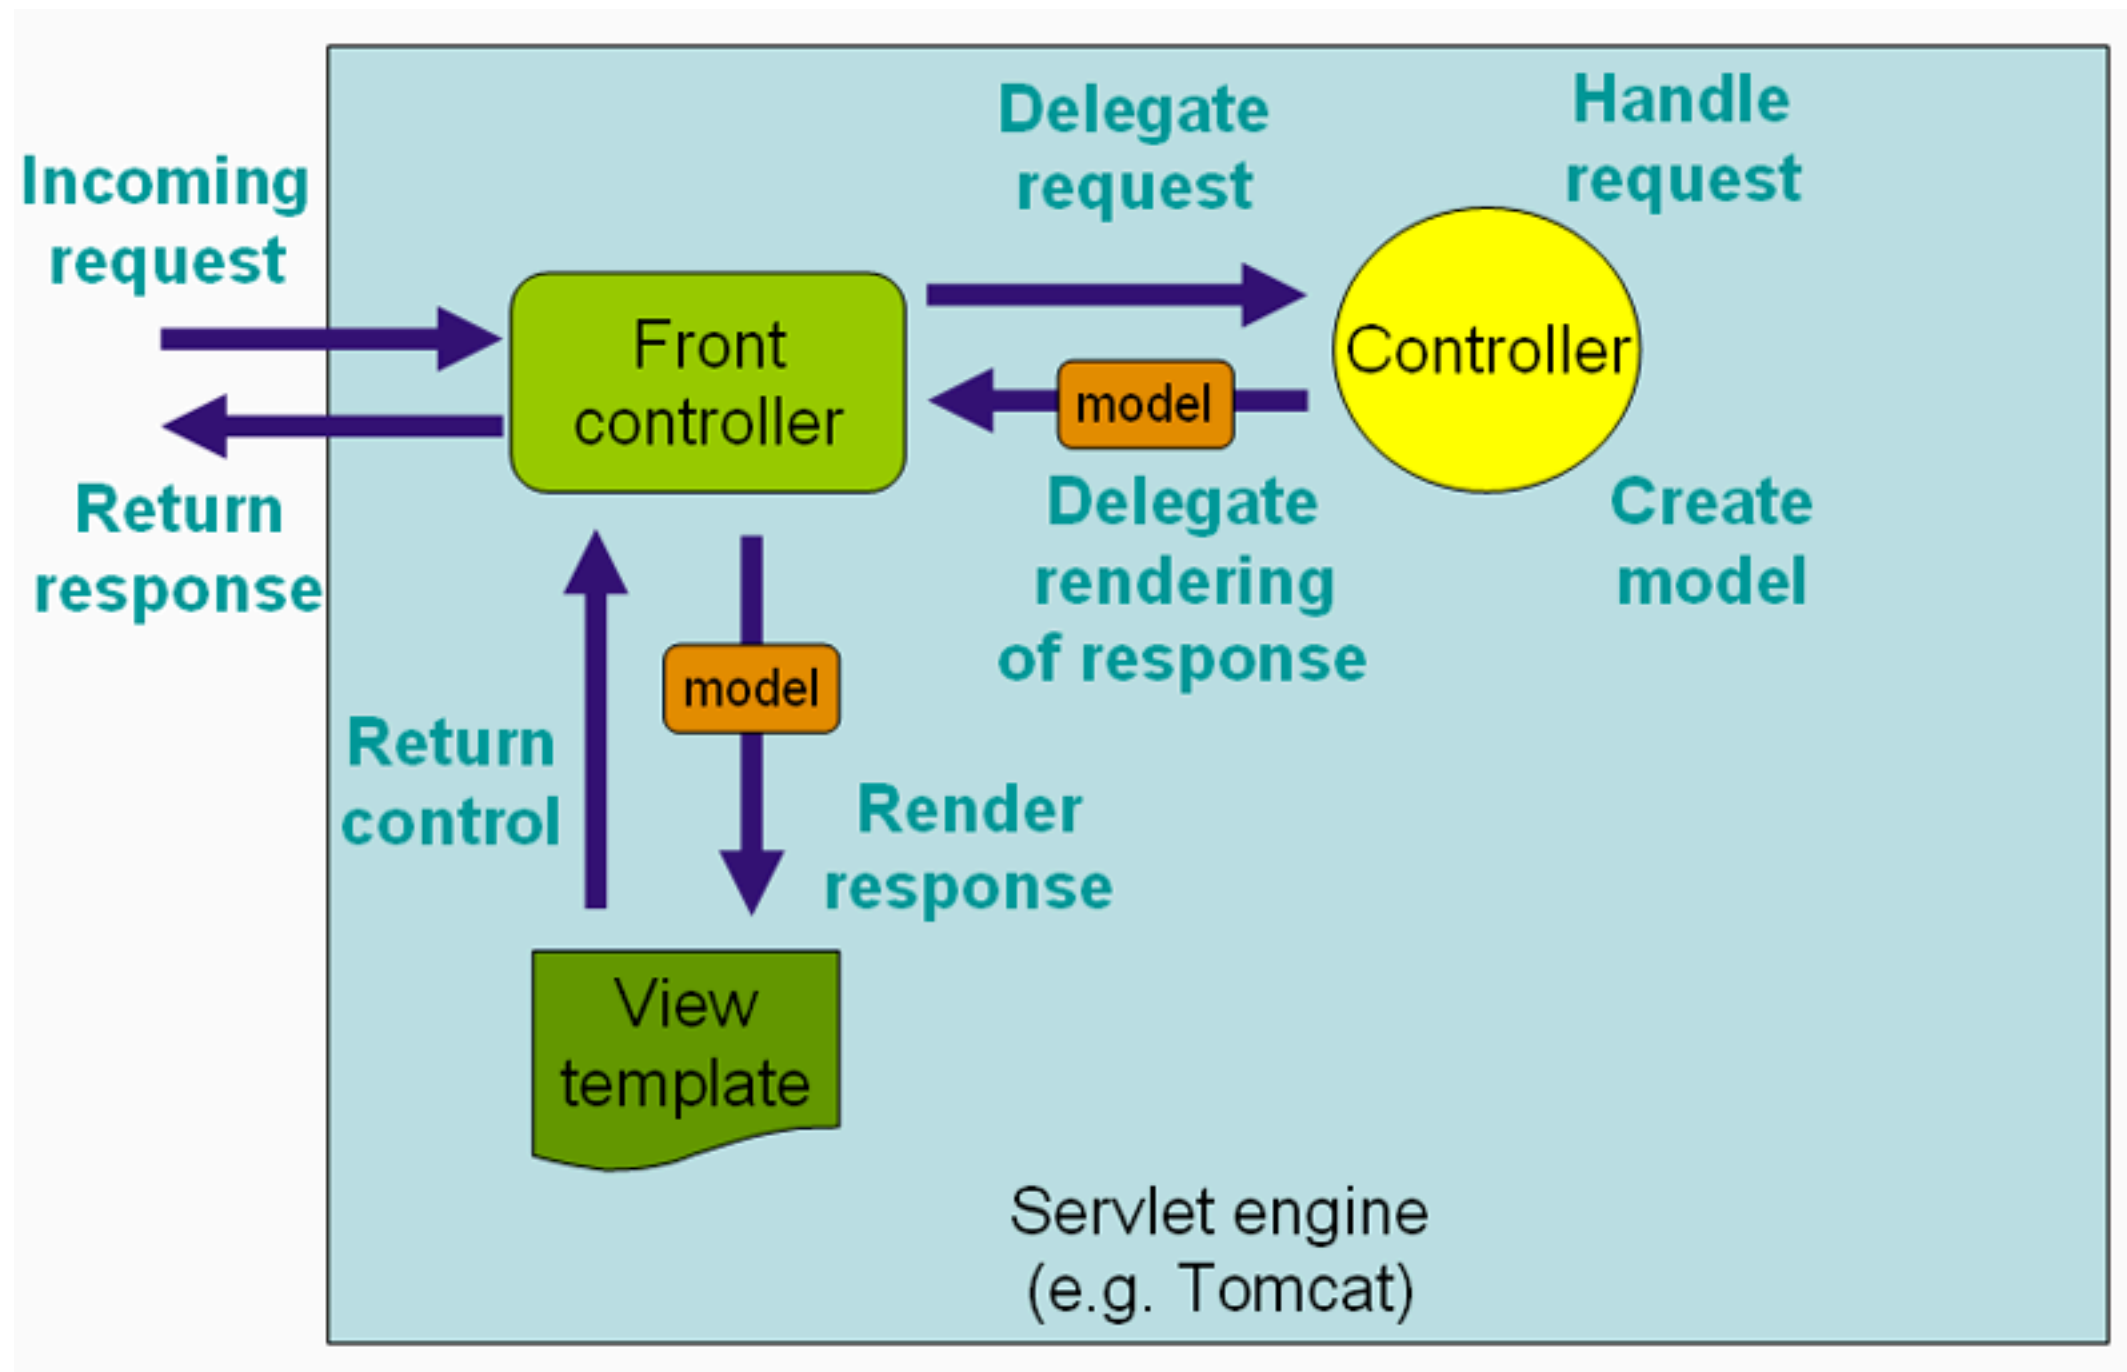 Incoming
request
Return
response
Delegate
request
Handle
request
Front
controller
Controller
model
Delegate
rendering
of response
Create
model
Return
control
model
Render
response
View
template
Servlet engine
(e.g. Tomcat)